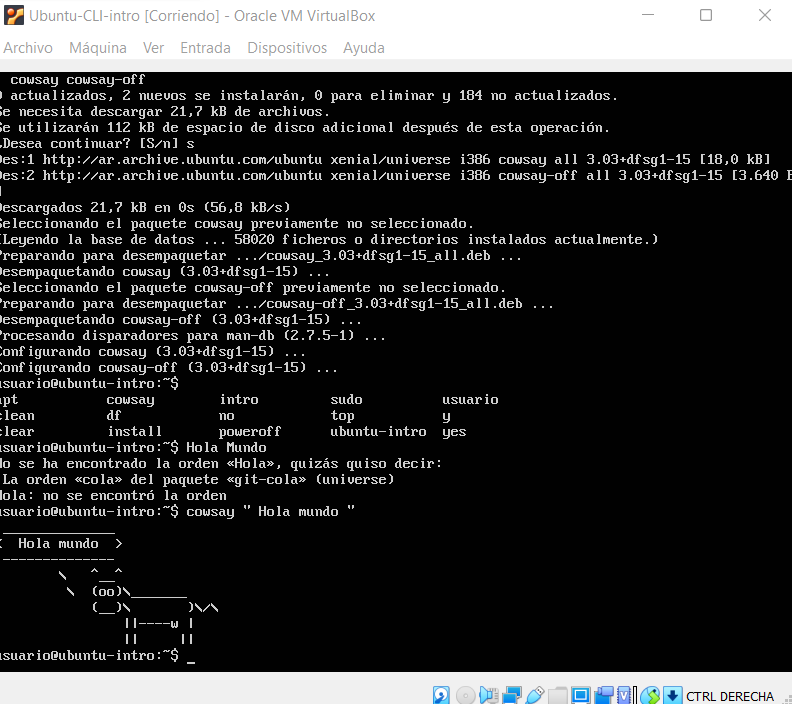 Ubuntu-CLI-intro [Corriendo] - Oracle VM VirtualBox
Archivo Máquina Ver Entrada Dispositivos Ayuda
cowsay cowsay-off
0 actualizados, 2 nuevos se instalarán, 0 para eliminar y 184 no actualizados.
Se necesita descargar 21,7 kB de archivos.
Se utilizarán 112 kB de espacio de disco adicional después de esta operación.
¿Desea continuar? [S/n] s
Des:1 http://ar.archive.ubuntu.com/ubuntu xenial/universe i386 cowsay all 3.03+dfsg1-15 [18,0 kB]
Des:2 http://ar.archive.ubuntu.com/ubuntu xenial/universe i386 cowsay-off all 3.03+dfsg1-15 [3.640 B
]
Descargados 21,7 kB en 0s (56,8 kB/s)
Seleccionando el paquete cowsay previamente no seleccionado.
(Leyendo la base de datos ... 58020 ficheros o directorios instalados actualmente.)
Preparando para desempaquetar .../cowsay_3.03+dfsg1-15_all.deb ...
Desempaquetando cowsay (3.03+dfsg1-15) ...
Seleccionando el paquete cowsay-off previamente no seleccionado.
Preparando para desempaquetar .../cowsay-off_3.03+dfsg1-15_all.deb ...
Desempaquetando cowsay-off (3.03+dfsg1-15) ...
Procesando disparadores para man-db (2.7.5-1) ...
Configurando cowsay (3.03+dfsg1-15) ...
Configurando cowsay-off (3.03+dfsg1-15) ...
usuario@ubuntu-intro:~$
apt cowsay intro sudo usuario
clean df no top y
clear install poweroff ubuntu-intro yes
usuario@ubuntu-intro:~$ Hola Mundo
No se ha encontrado la orden «Hola», quizás quiso decir:
La orden «cola» del paquete «git-cola» (universe)
Hola: no se encontró la orden
usuario@ubuntu-intro:~$ cowsay " Hola mundo "
 ______________
<  Hola mundo  >
 --------------
        \   ^__^
         \  (oo)\_______
            (__)\       )\/\
                ||----w |
                ||     ||
usuario@ubuntu-intro:~$ _
CTRL DERECHA